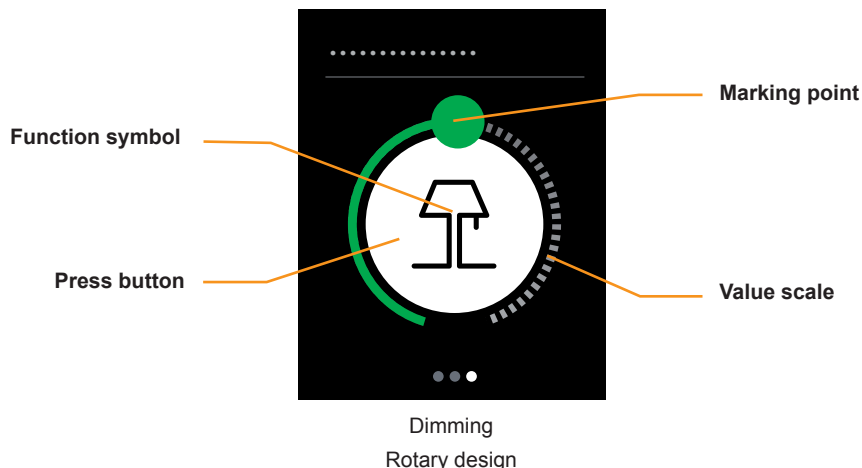 Marking point
Function symbol
Press button
Value scale
Dimming
Rotary design